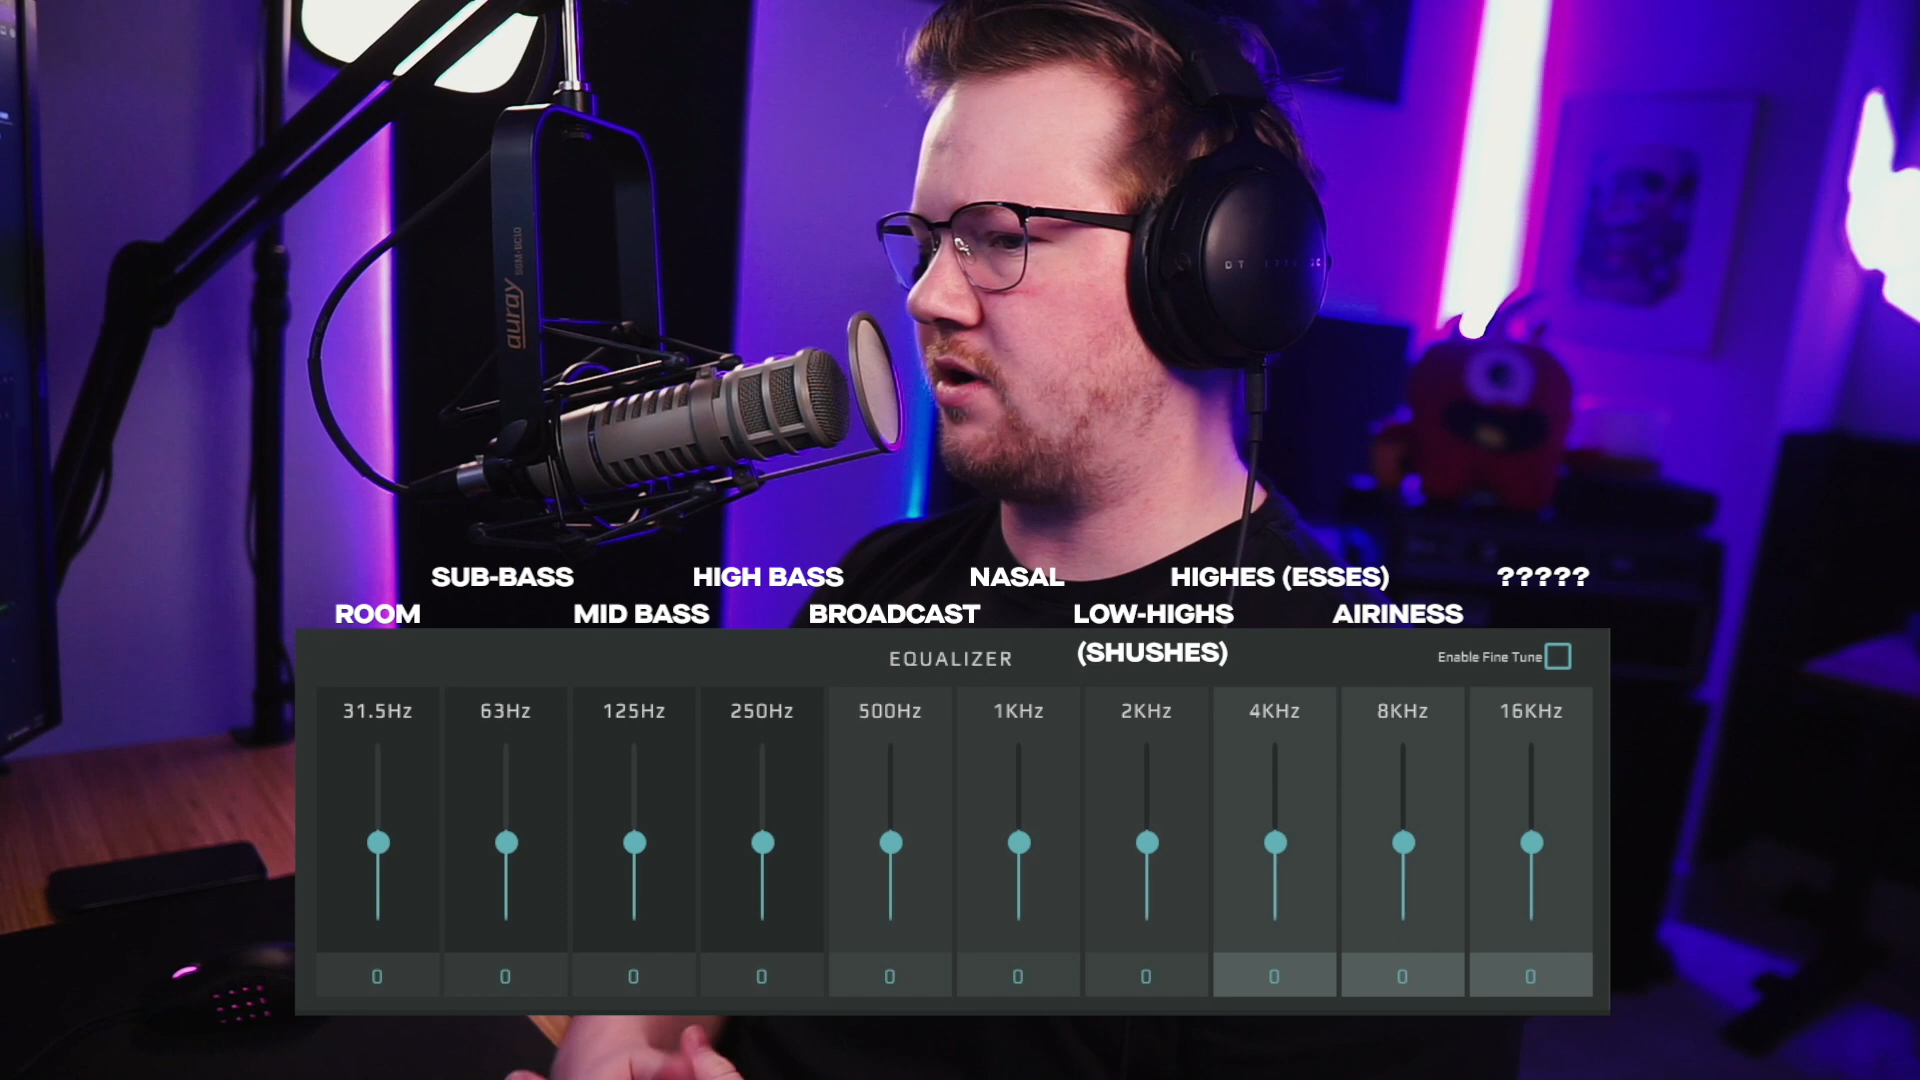 auray SGM-DC10
SUB-BASS HIGH BASS NASAL HIGHES (ESSES) ?????
ROOM MID BASS BROADCAST LOW-HIGHS AIRINESS
(SHUSHES)
EQUALIZER Enable Fine Tune
31.5Hz 63Hz 125Hz 250Hz 500Hz 1KHz 2KHz 4KHz 8KHz 16KHz
0 0 0 0 0 0 0 0 0 0